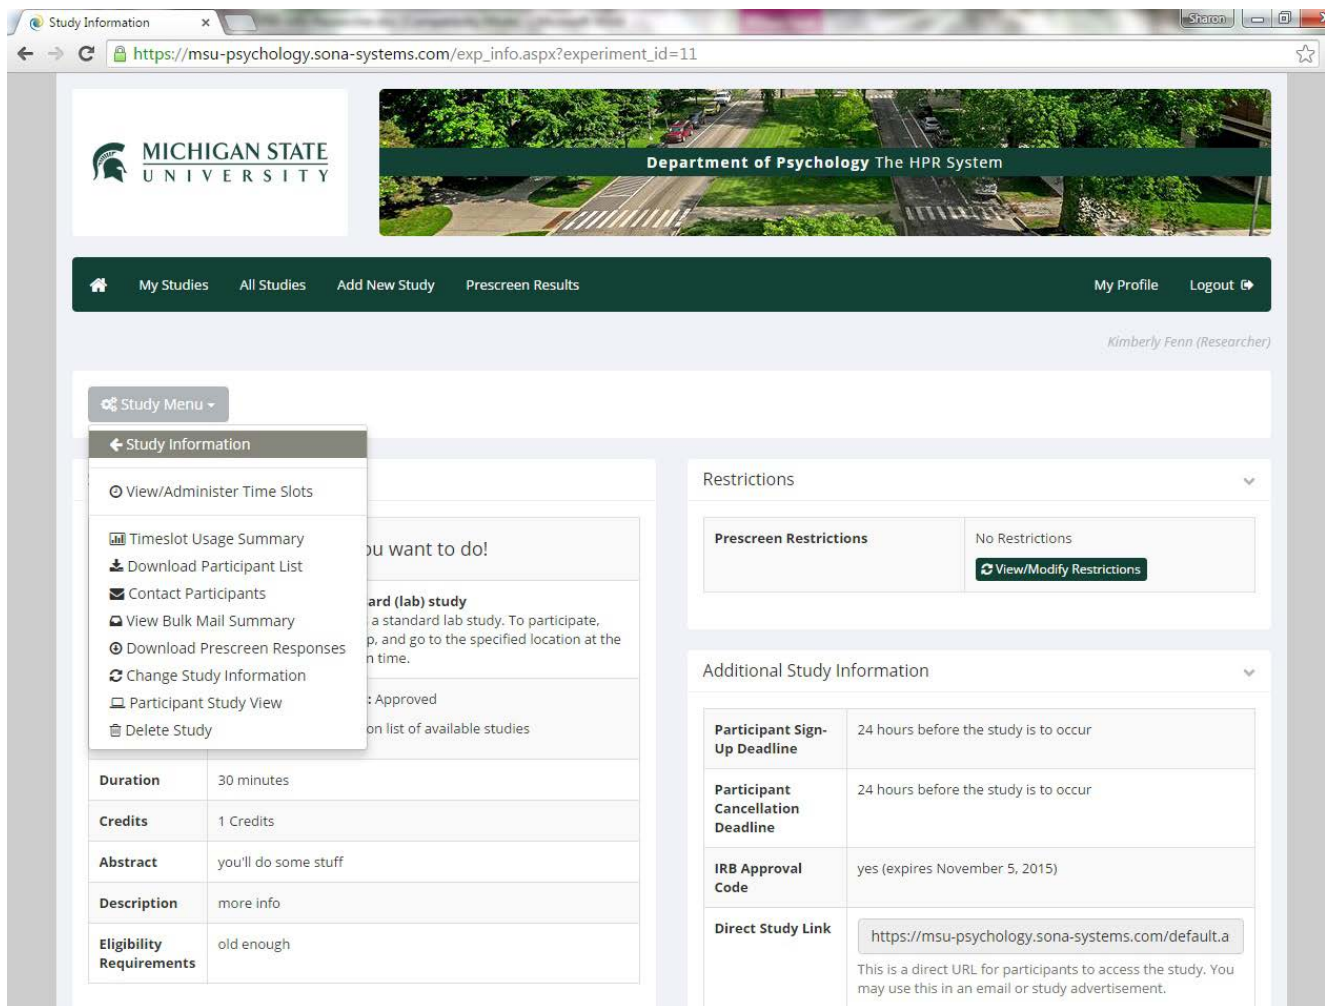 Study Information
Sharon
https://msu-psychology.sona-systems.com/exp_info.aspx?experiment_id=11
MICHIGAN STATE
UNIVERSITY
Department of Psychology The HPR System
My Studies All Studies Add New Study Prescreen Results My Profile Logout
Kimberly Fenn (Researcher)
Study Menu
Study Information
View/Administer Time Slots
Timeslot Usage Summary
Download Participant List
Contact Participants
View Bulk Mail Summary
Download Prescreen Responses
Change Study Information
Participant Study View
Delete Study
you want to do!
ard (lab) study
a standard lab study. To participate,
p, and go to the specified location at the
n time.
: Approved
on list of available studies
Duration 30 minutes
Credits 1 Credits
Abstract you'll do some stuff
Description more info
Eligibility
Requirements old enough
Restrictions
Prescreen Restrictions No Restrictions
View/Modify Restrictions
Additional Study Information
Participant Sign-
Up Deadline 24 hours before the study is to occur
Participant
Cancellation
Deadline 24 hours before the study is to occur
IRB Approval
Code yes (expires November 5, 2015)
Direct Study Link https://msu-psychology.sona-systems.com/default.a
This is a direct URL for participants to access the study. You
may use this in an email or study advertisement.